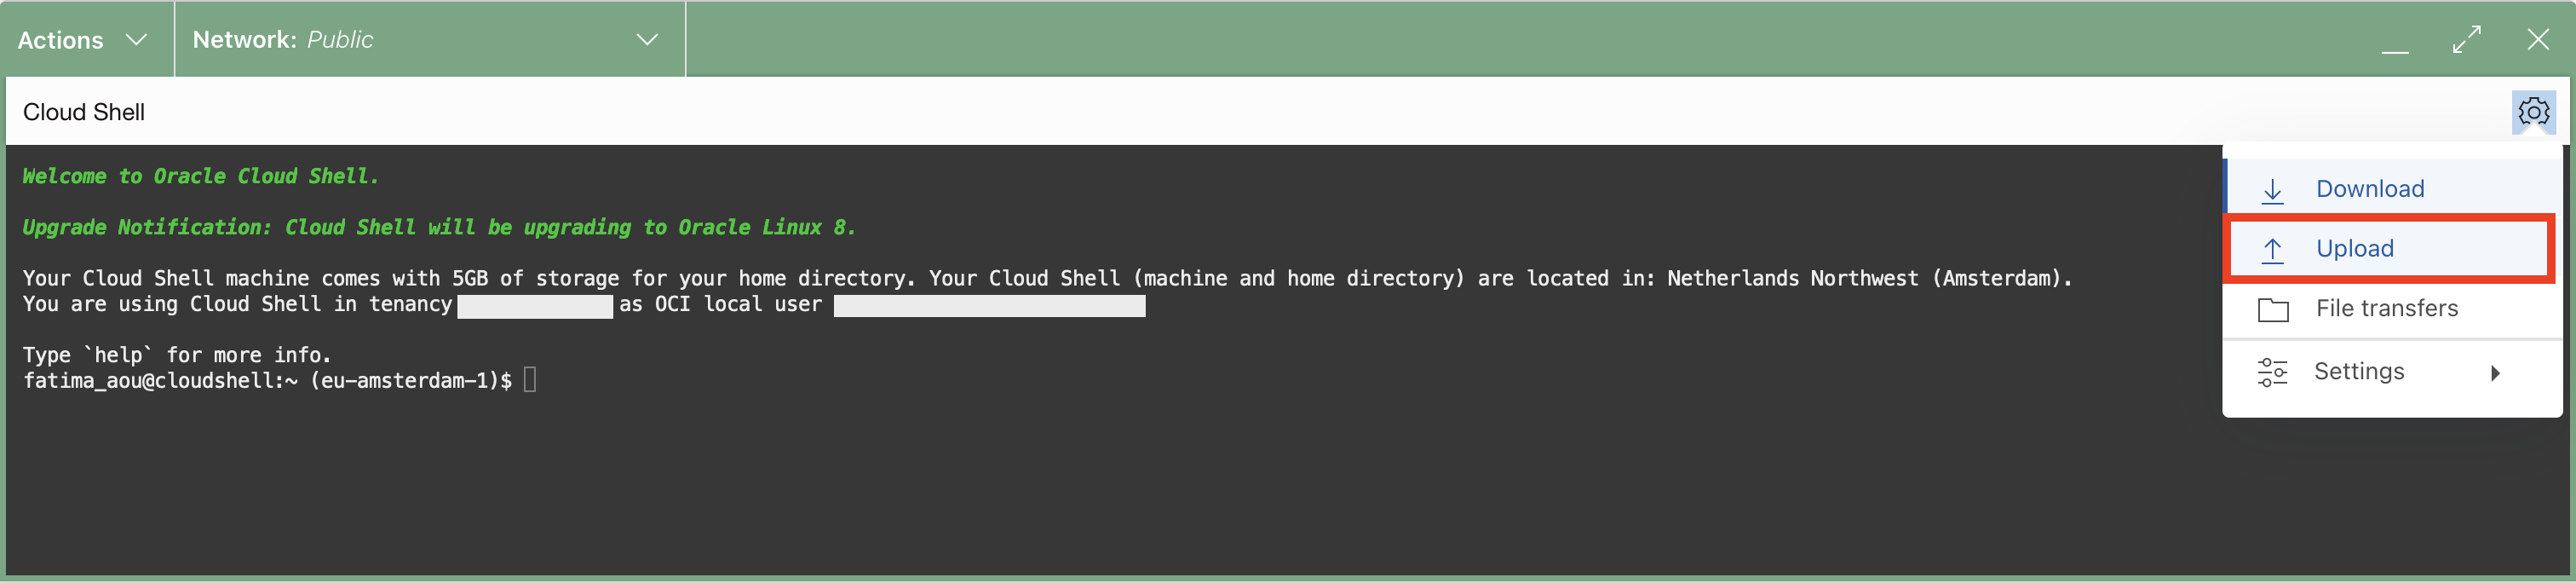 Actions
Network: Public
Cloud Shell
Welcome to Oracle Cloud Shell.
Upgrade Notification: Cloud Shell will be upgrading to Oracle Linux 8.
Your Cloud Shell machine comes with 5GB of storage for your home directory. Your Cloud Shell (machine and home directory) are located in: Netherlands Northwest (Amsterdam).
You are using Cloud Shell in tenancy as OCI local user
Type `help` for more info.
fatima_aou@cloudshell:~ (eu-amsterdam-1)$
Download
Upload
File transfers
Settings